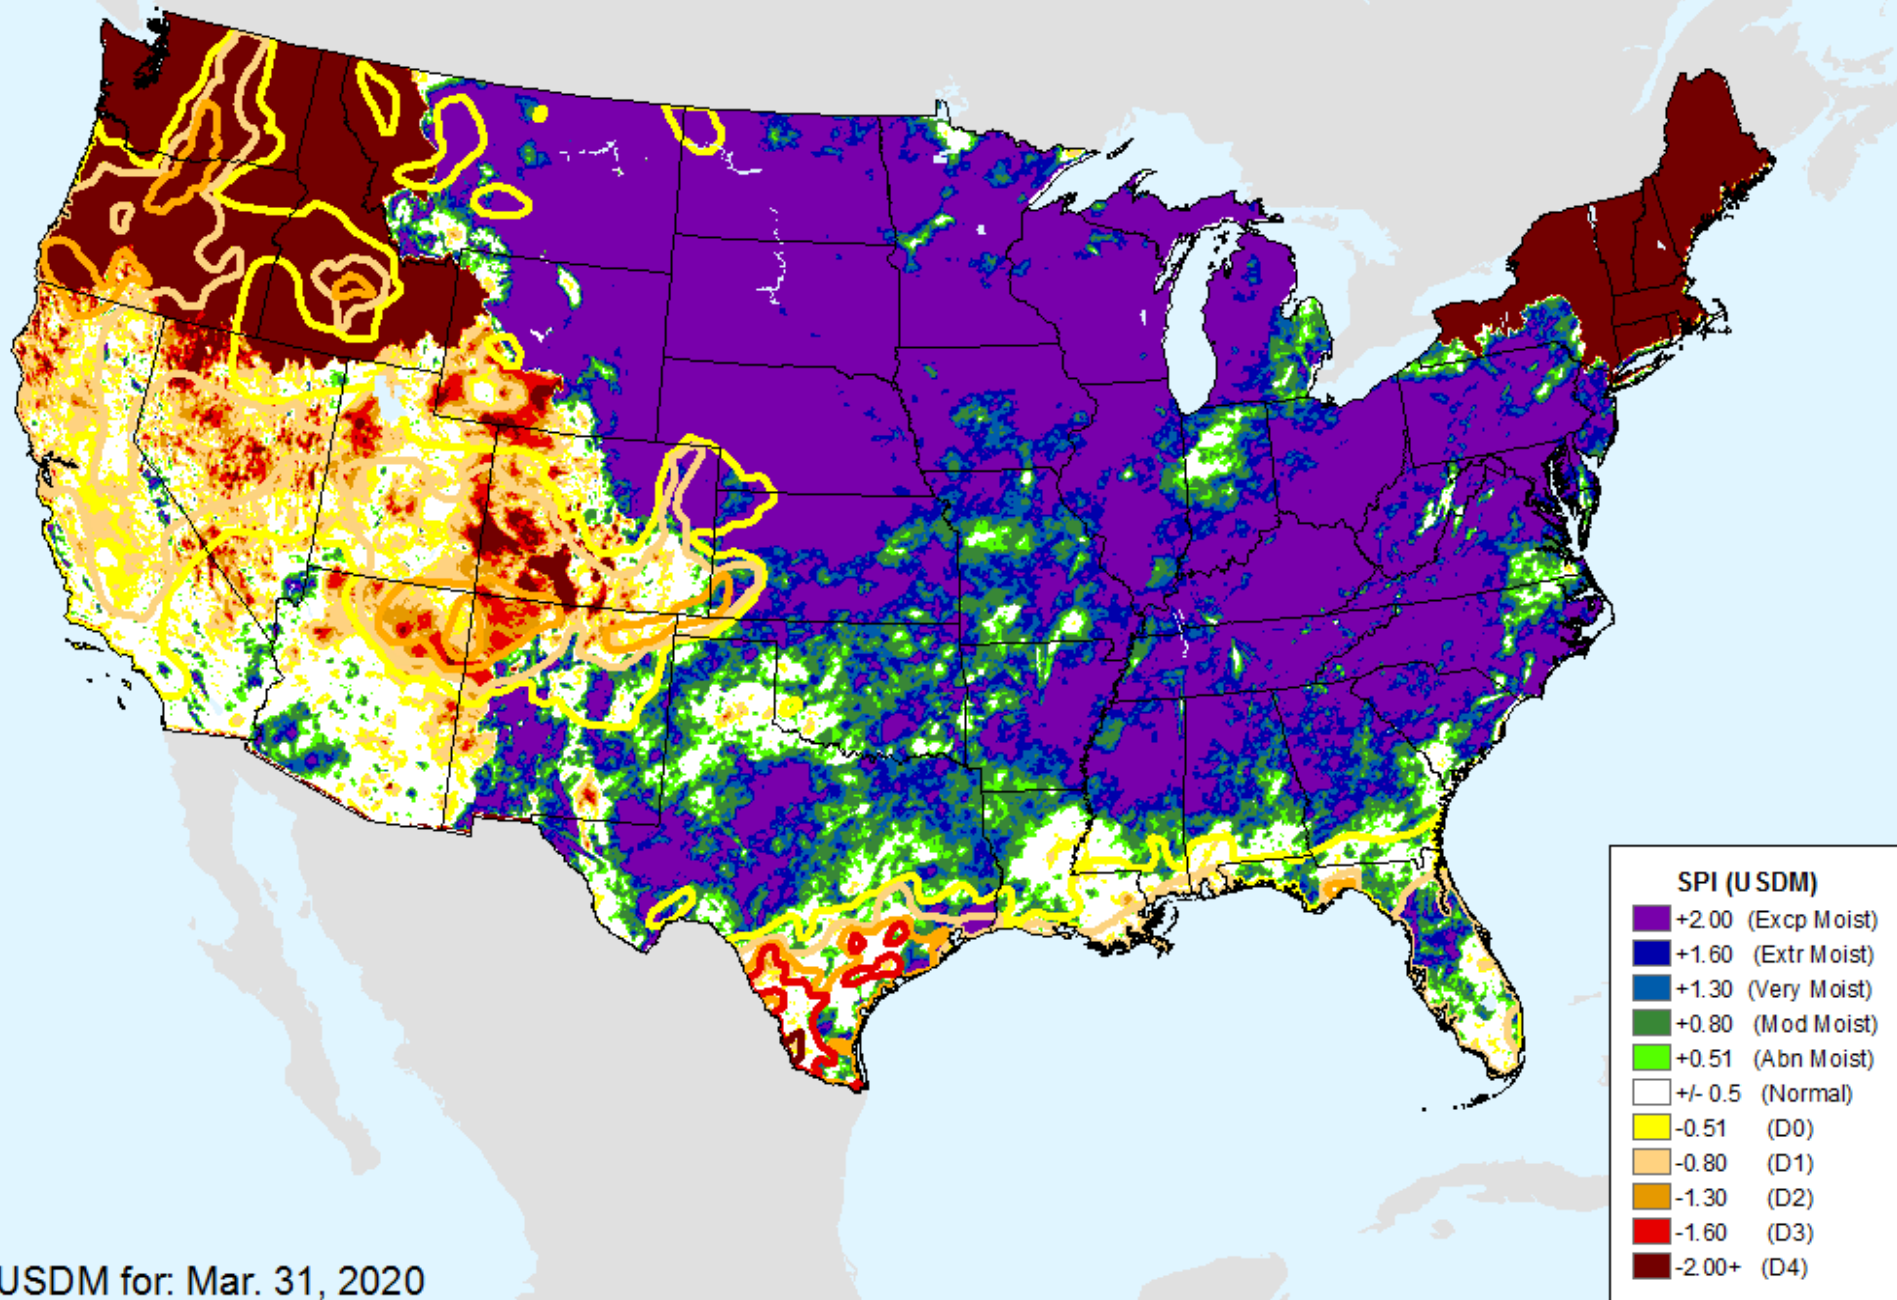 SPI (USDM)
+2.00 (Excp Moist)
+1.60 (Extr Moist)
+1.30 (Very Moist)
+0.80 (Mod Moist)
+0.51 (Abn Moist)
+/- 0.5 (Normal)
-0.51 (D0)
-0.80 (D1)
-1.30 (D2)
-1.60 (D3)
-2.00+ (D4)
USDM for: Mar. 31, 2020